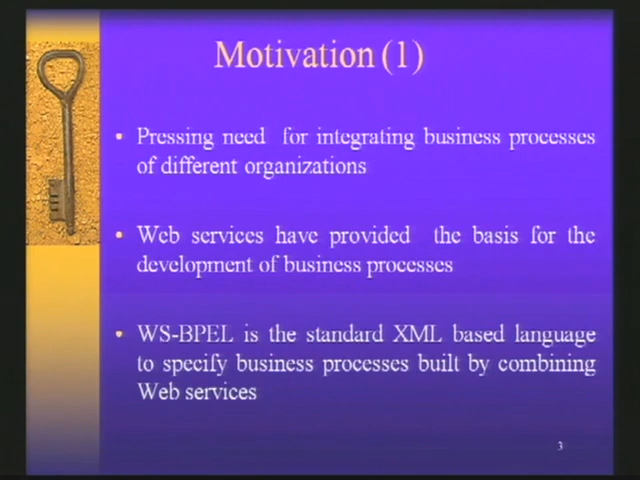 Motivation (1)
• Pressing need for integrating business processes
of different organizations
• Web services have provided the basis for the
development of business processes
• WS-BPEL is the standard XML based language
to specify business processes built by combining
Web services
3